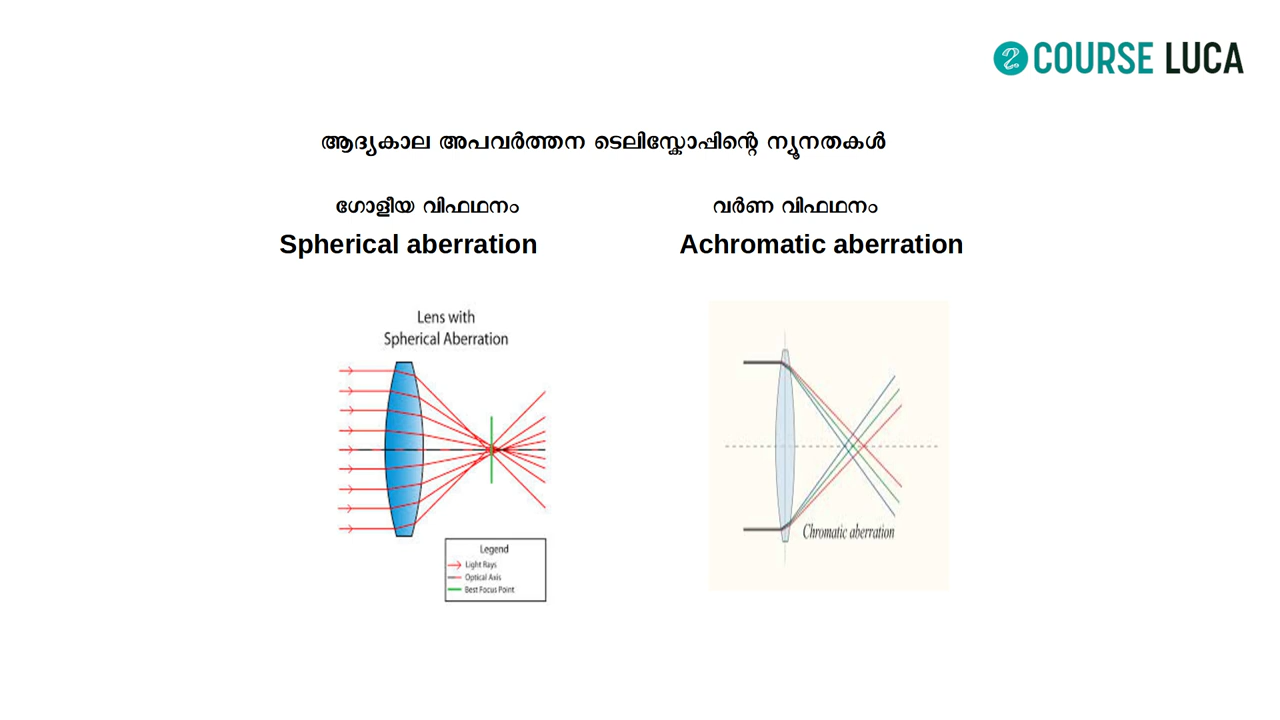 COURSE LUCA
ആദ്യകാല അപവർത്തന ടെലിസ്കോപ്പിന്റെ ന്യൂനതകൾ
ഗോളീയ വിഫഥനം
Spherical aberration
വർണ വിഫഥനം
Achromatic aberration
Lens with
Spherical Aberration
Legend
Light Rays
Optical Axis
Best Focus Point
Chromatic aberration